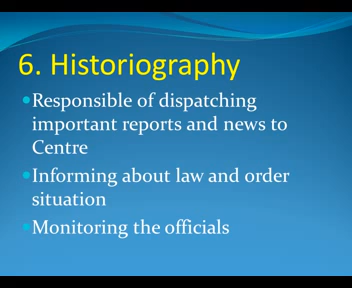 6. Historiography
•Responsible of dispatching
important reports and news to
Centre
•Informing about law and order
situation
•Monitoring the officials